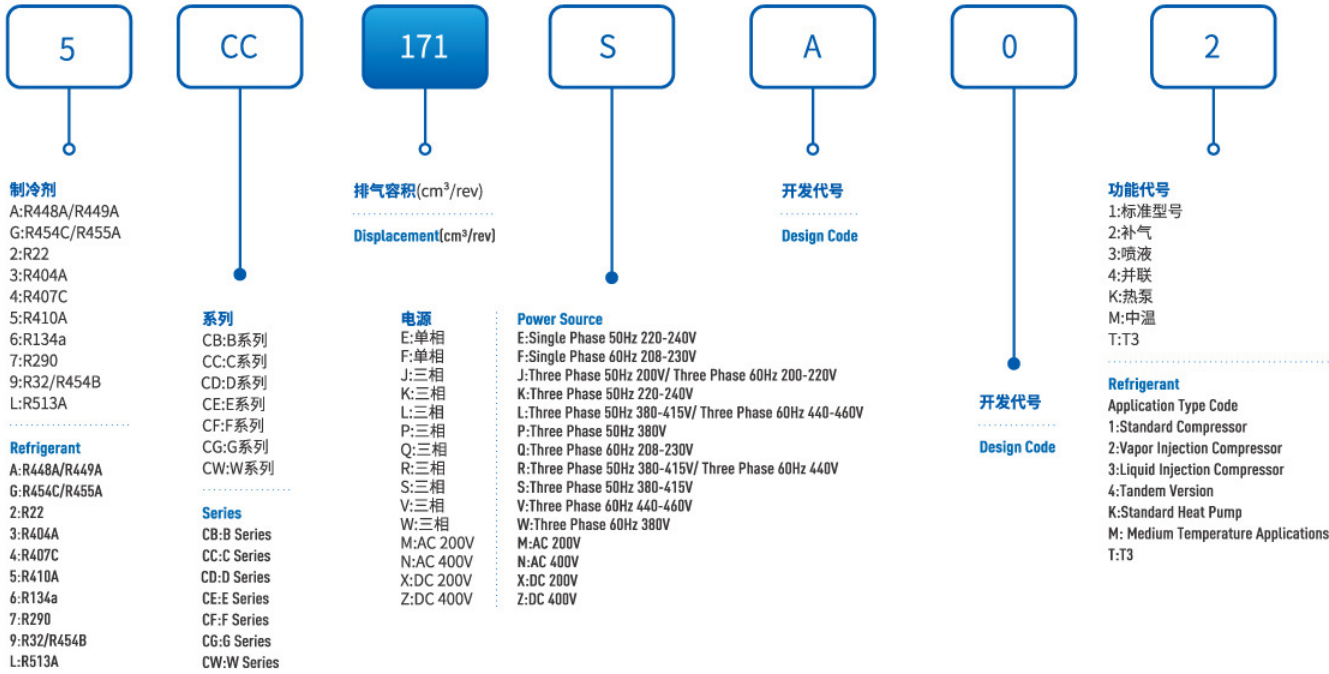 5
CC
171
S
A
0
2
制冷剂
A:R448A/R449A
G:R454C/R455A
2:R22
3:R404A
4:R407C
5:R410A
6:R134a
7:R290
9:R32/R454B
L:R513A
Refrigerant
A:R448A/R449A
G:R454C/R455A
2:R22
3:R404A
4:R407C
5:R410A
6:R134a
7:R290
9:R32/R454B
L:R513A
系列
CB:B系列
CC:C系列
CD:D系列
CE:E系列
CF:F系列
CG:G系列
CW:W系列
Series
CB:B Series
CC:C Series
CD:D Series
CE:E Series
CF:F Series
CG:G Series
CW:W Series
排气容积(cm³/rev)
Displacement(cm³/rev)
电源
E:单相
F:单相
J:三相
K:三相
L:三相
P:三相
Q:三相
R:三相
S:三相
V:三相
W:三相
M:AC 200V
N:AC 400V
X:DC 200V
Z:DC 400V
Power Source
E:Single Phase 50Hz 220-240V
F:Single Phase 60Hz 208-230V
J:Three Phase 50Hz 200V/ Three Phase 60Hz 200-220V
K:Three Phase 50Hz 220-240V
L:Three Phase 50Hz 380-415V/ Three Phase 60Hz 440-460V
P:Three Phase 50Hz 380V
Q:Three Phase 60Hz 208-230V
R:Three Phase 50Hz 380-415V/ Three Phase 60Hz 440V
S:Three Phase 50Hz 380-415V
V:Three Phase 60Hz 440-460V
W:Three Phase 60Hz 380V
M:AC 200V
N:AC 400V
X:DC 200V
Z:DC 400V
开发代号
Design Code
开发代号
Design Code
功能代号
1:标准型号
2:补气
3:喷液
4:并联
K:热泵
M:中温
T:T3
Refrigerant
Application Type Code
1:Standard Compressor
2:Vapor Injection Compressor
3:Liquid Injection Compressor
4:Tandem Version
K:Standard Heat Pump
M: Medium Temperature Applications
T:T3